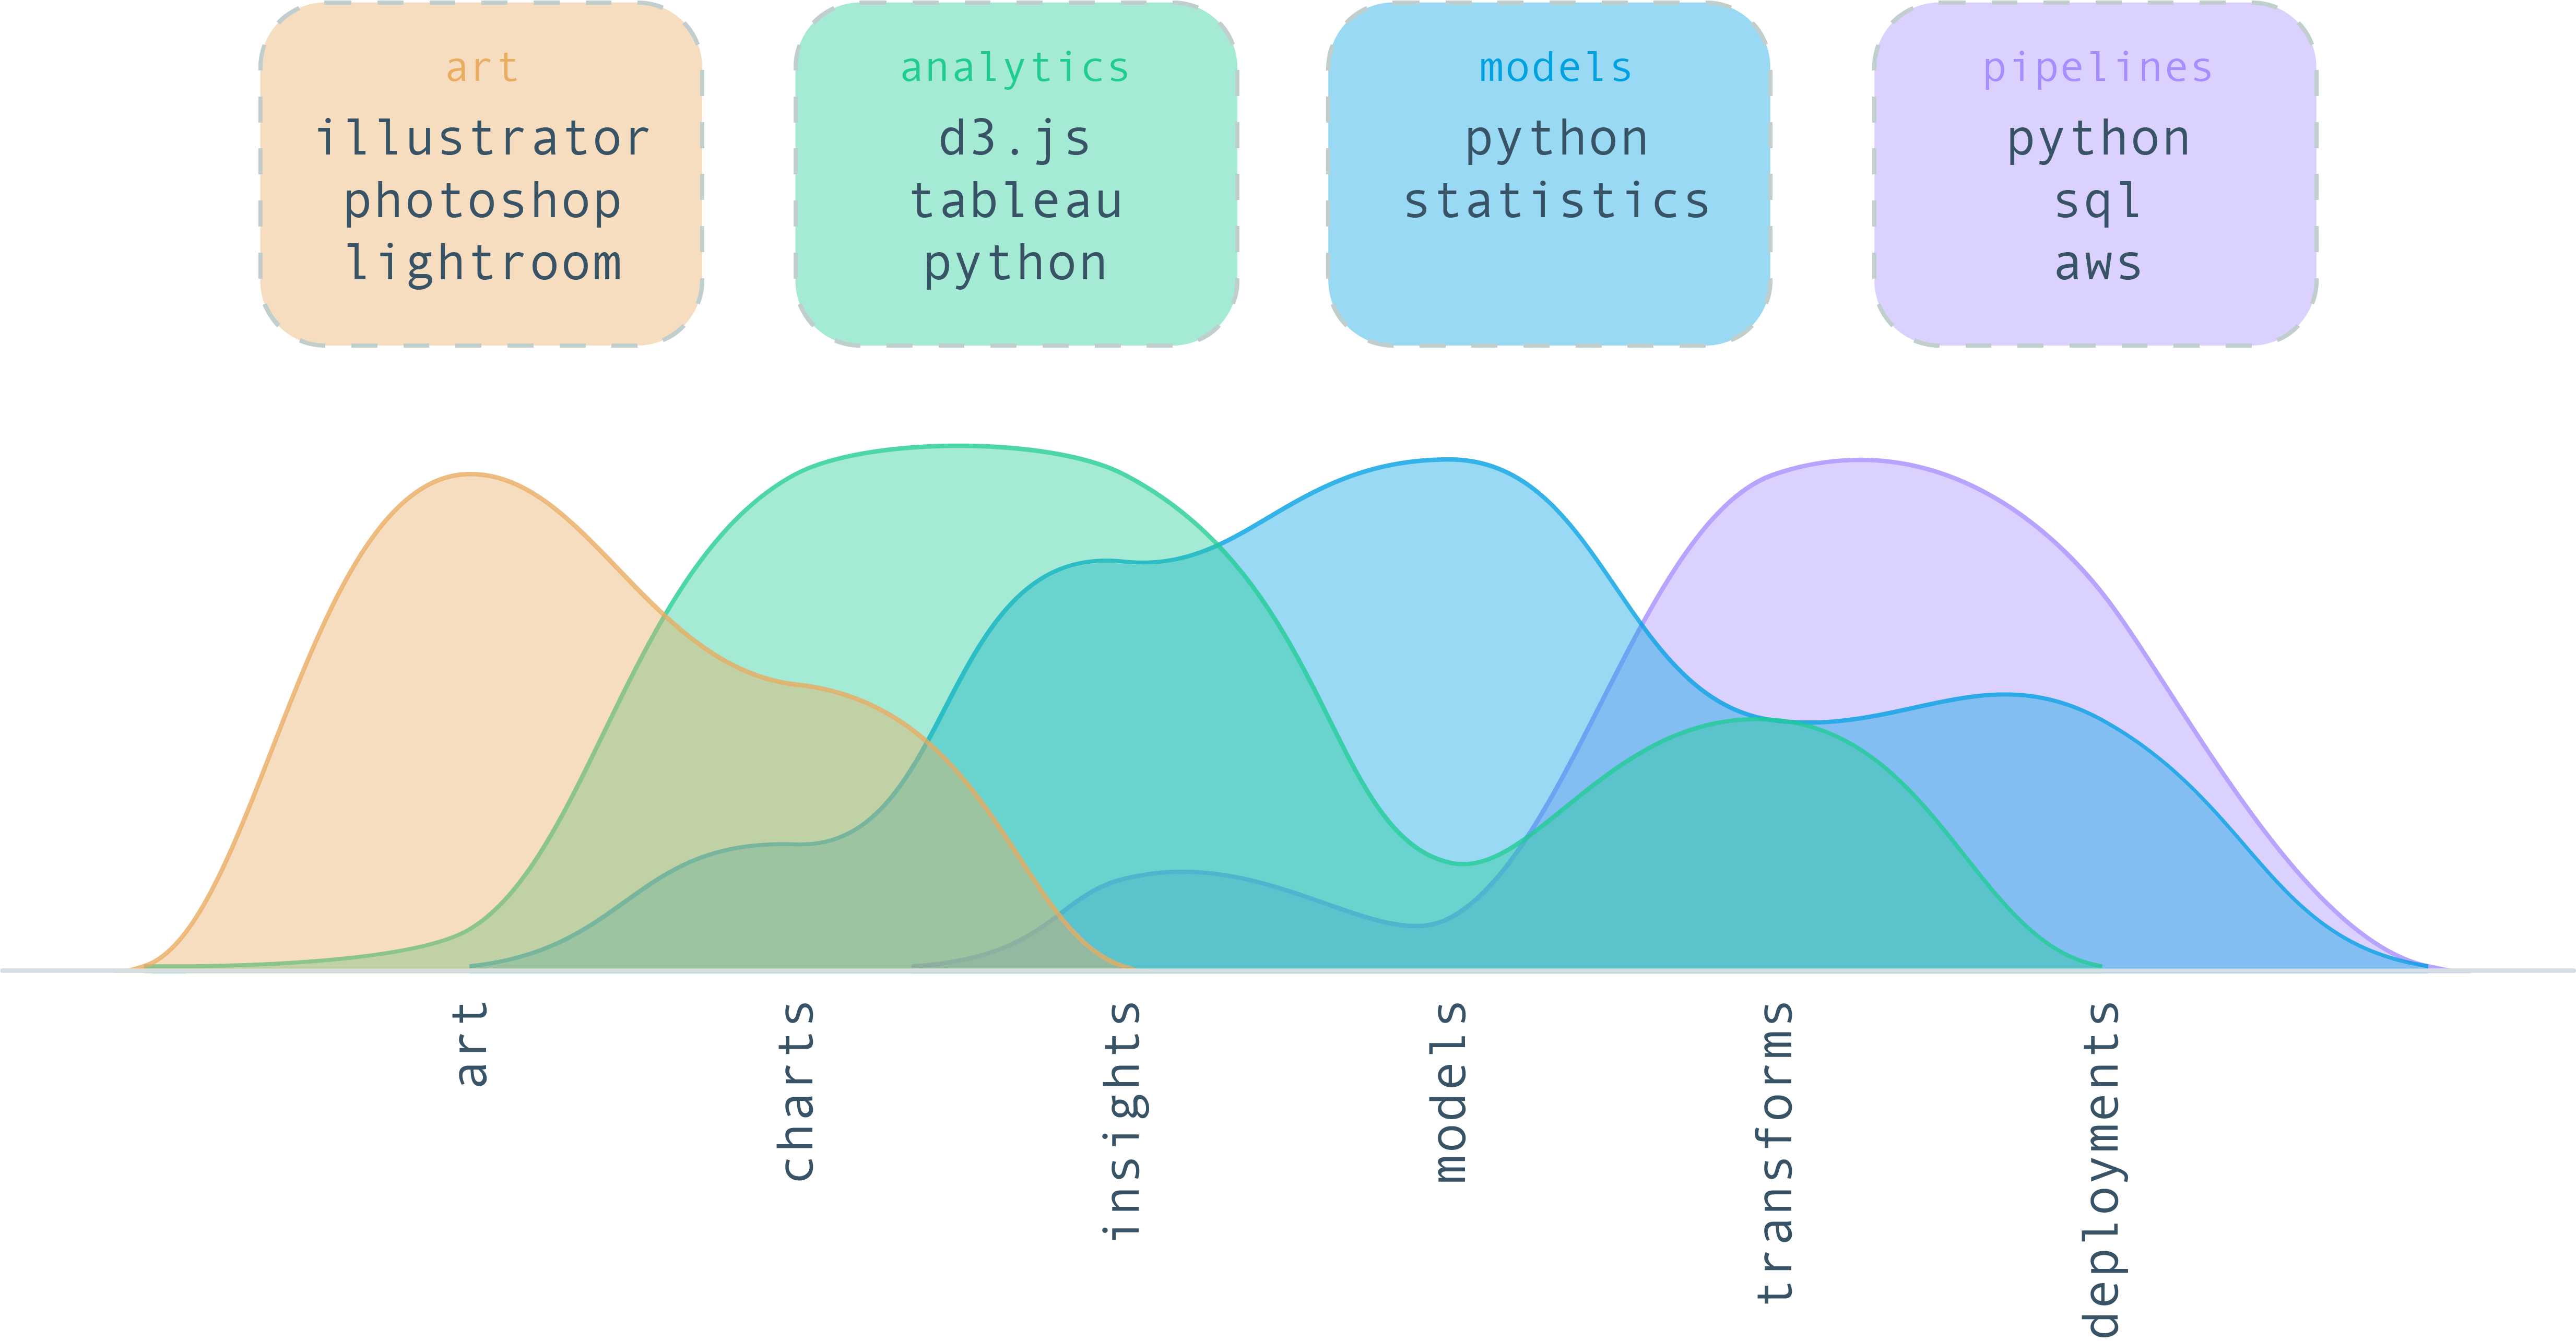 art
illustrator
photoshop
lightroom
analytics
d3.js
tableau
python
models
python
statistics
pipelines
python
sql
aws
art
charts
insights
models
transforms
deployments